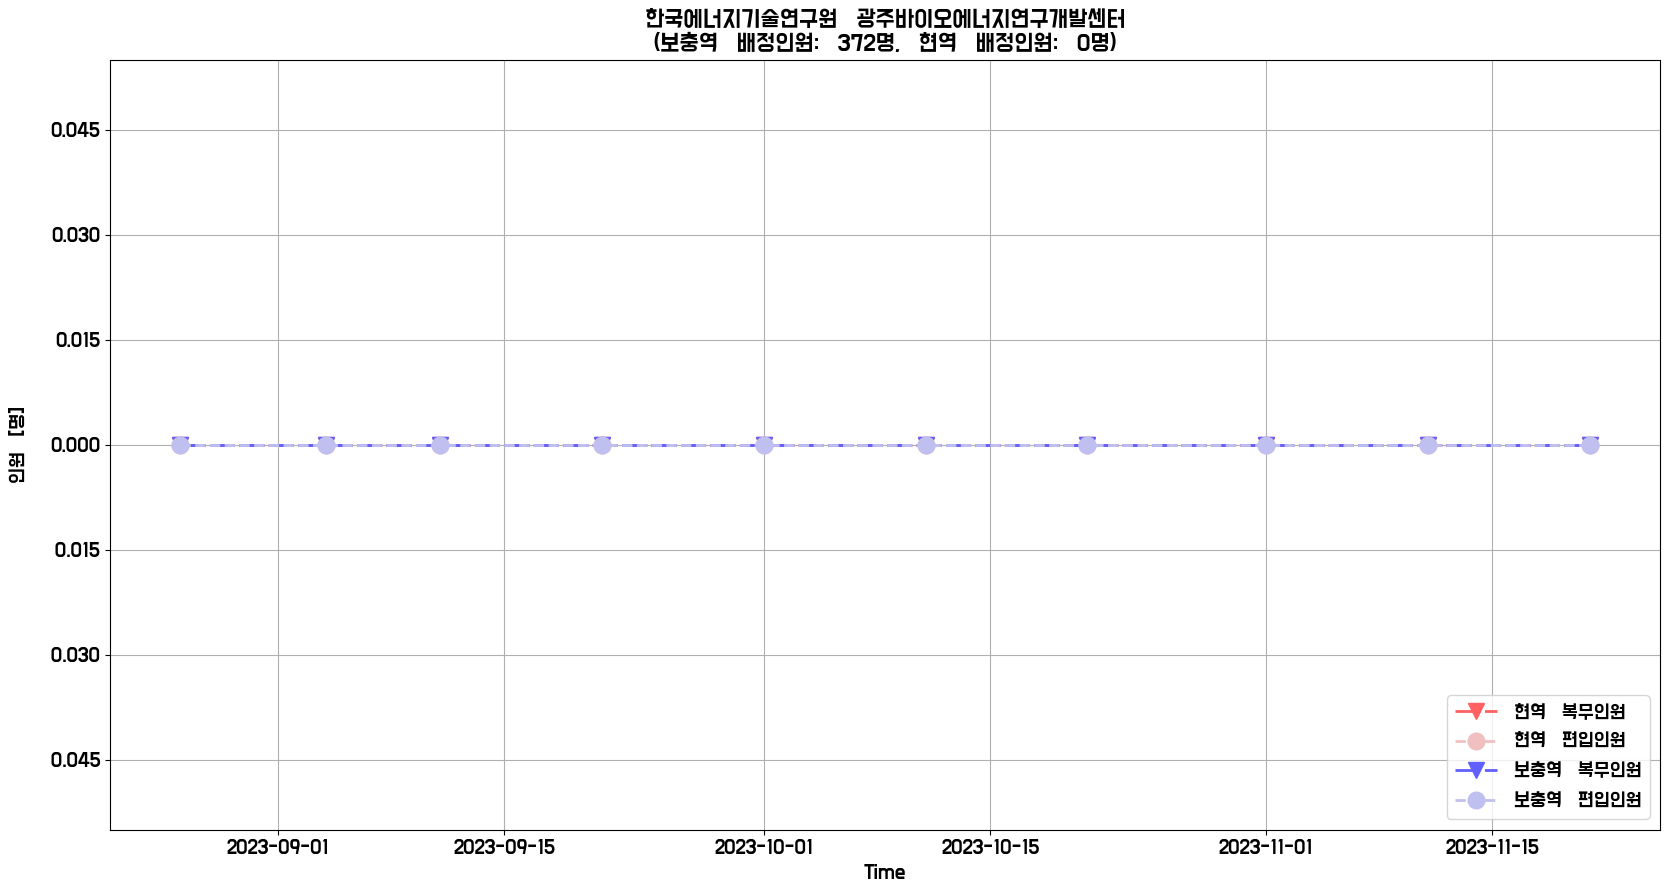 한국에너지기술연구원 광주바이오에너지연구개발센터
(보충역 배정인원: 372명, 현역 배정인원: 0명)
0.045
0.030
0.015
0.000
0.015
0.030
0.045
인원 [명]
현역 복무인원
현역 편입인원
보충역 복무인원
보충역 편입인원
2023-09-01 2023-09-15 2023-10-01 2023-10-15 2023-11-01 2023-11-15
Time